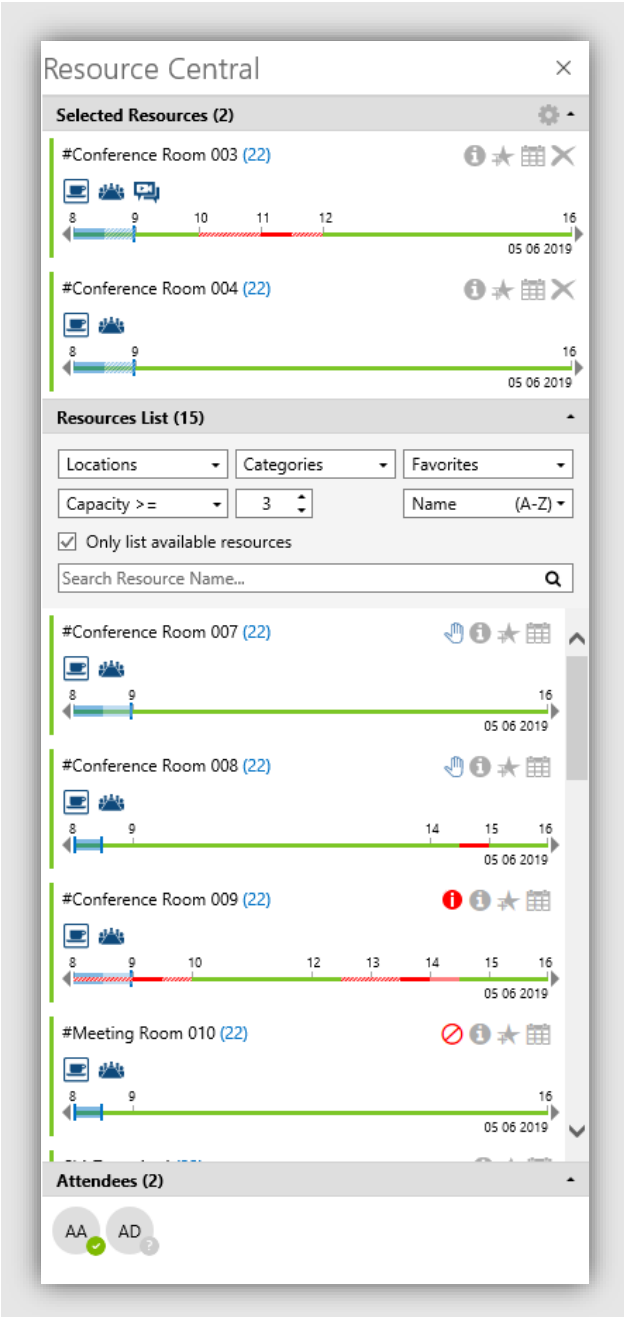 Resource Central
Selected Resources (2)
#Conference Room 003 (22)
8 9 10 11 12 16
05 06 2019
#Conference Room 004 (22)
8 9 16
05 06 2019
Resources List (15)
Locations Categories Favorites
Capacity >= 3 Name (A-Z)
Only list available resources
Search Resource Name...
#Conference Room 007 (22)
8 9 16
05 06 2019
#Conference Room 008 (22)
8 9 14 15 16
05 06 2019
#Conference Room 009 (22)
8 9 10 12 13 14 15 16
05 06 2019
#Meeting Room 010 (22)
8 9 16
05 06 2019
Attendees (2)
AA AD